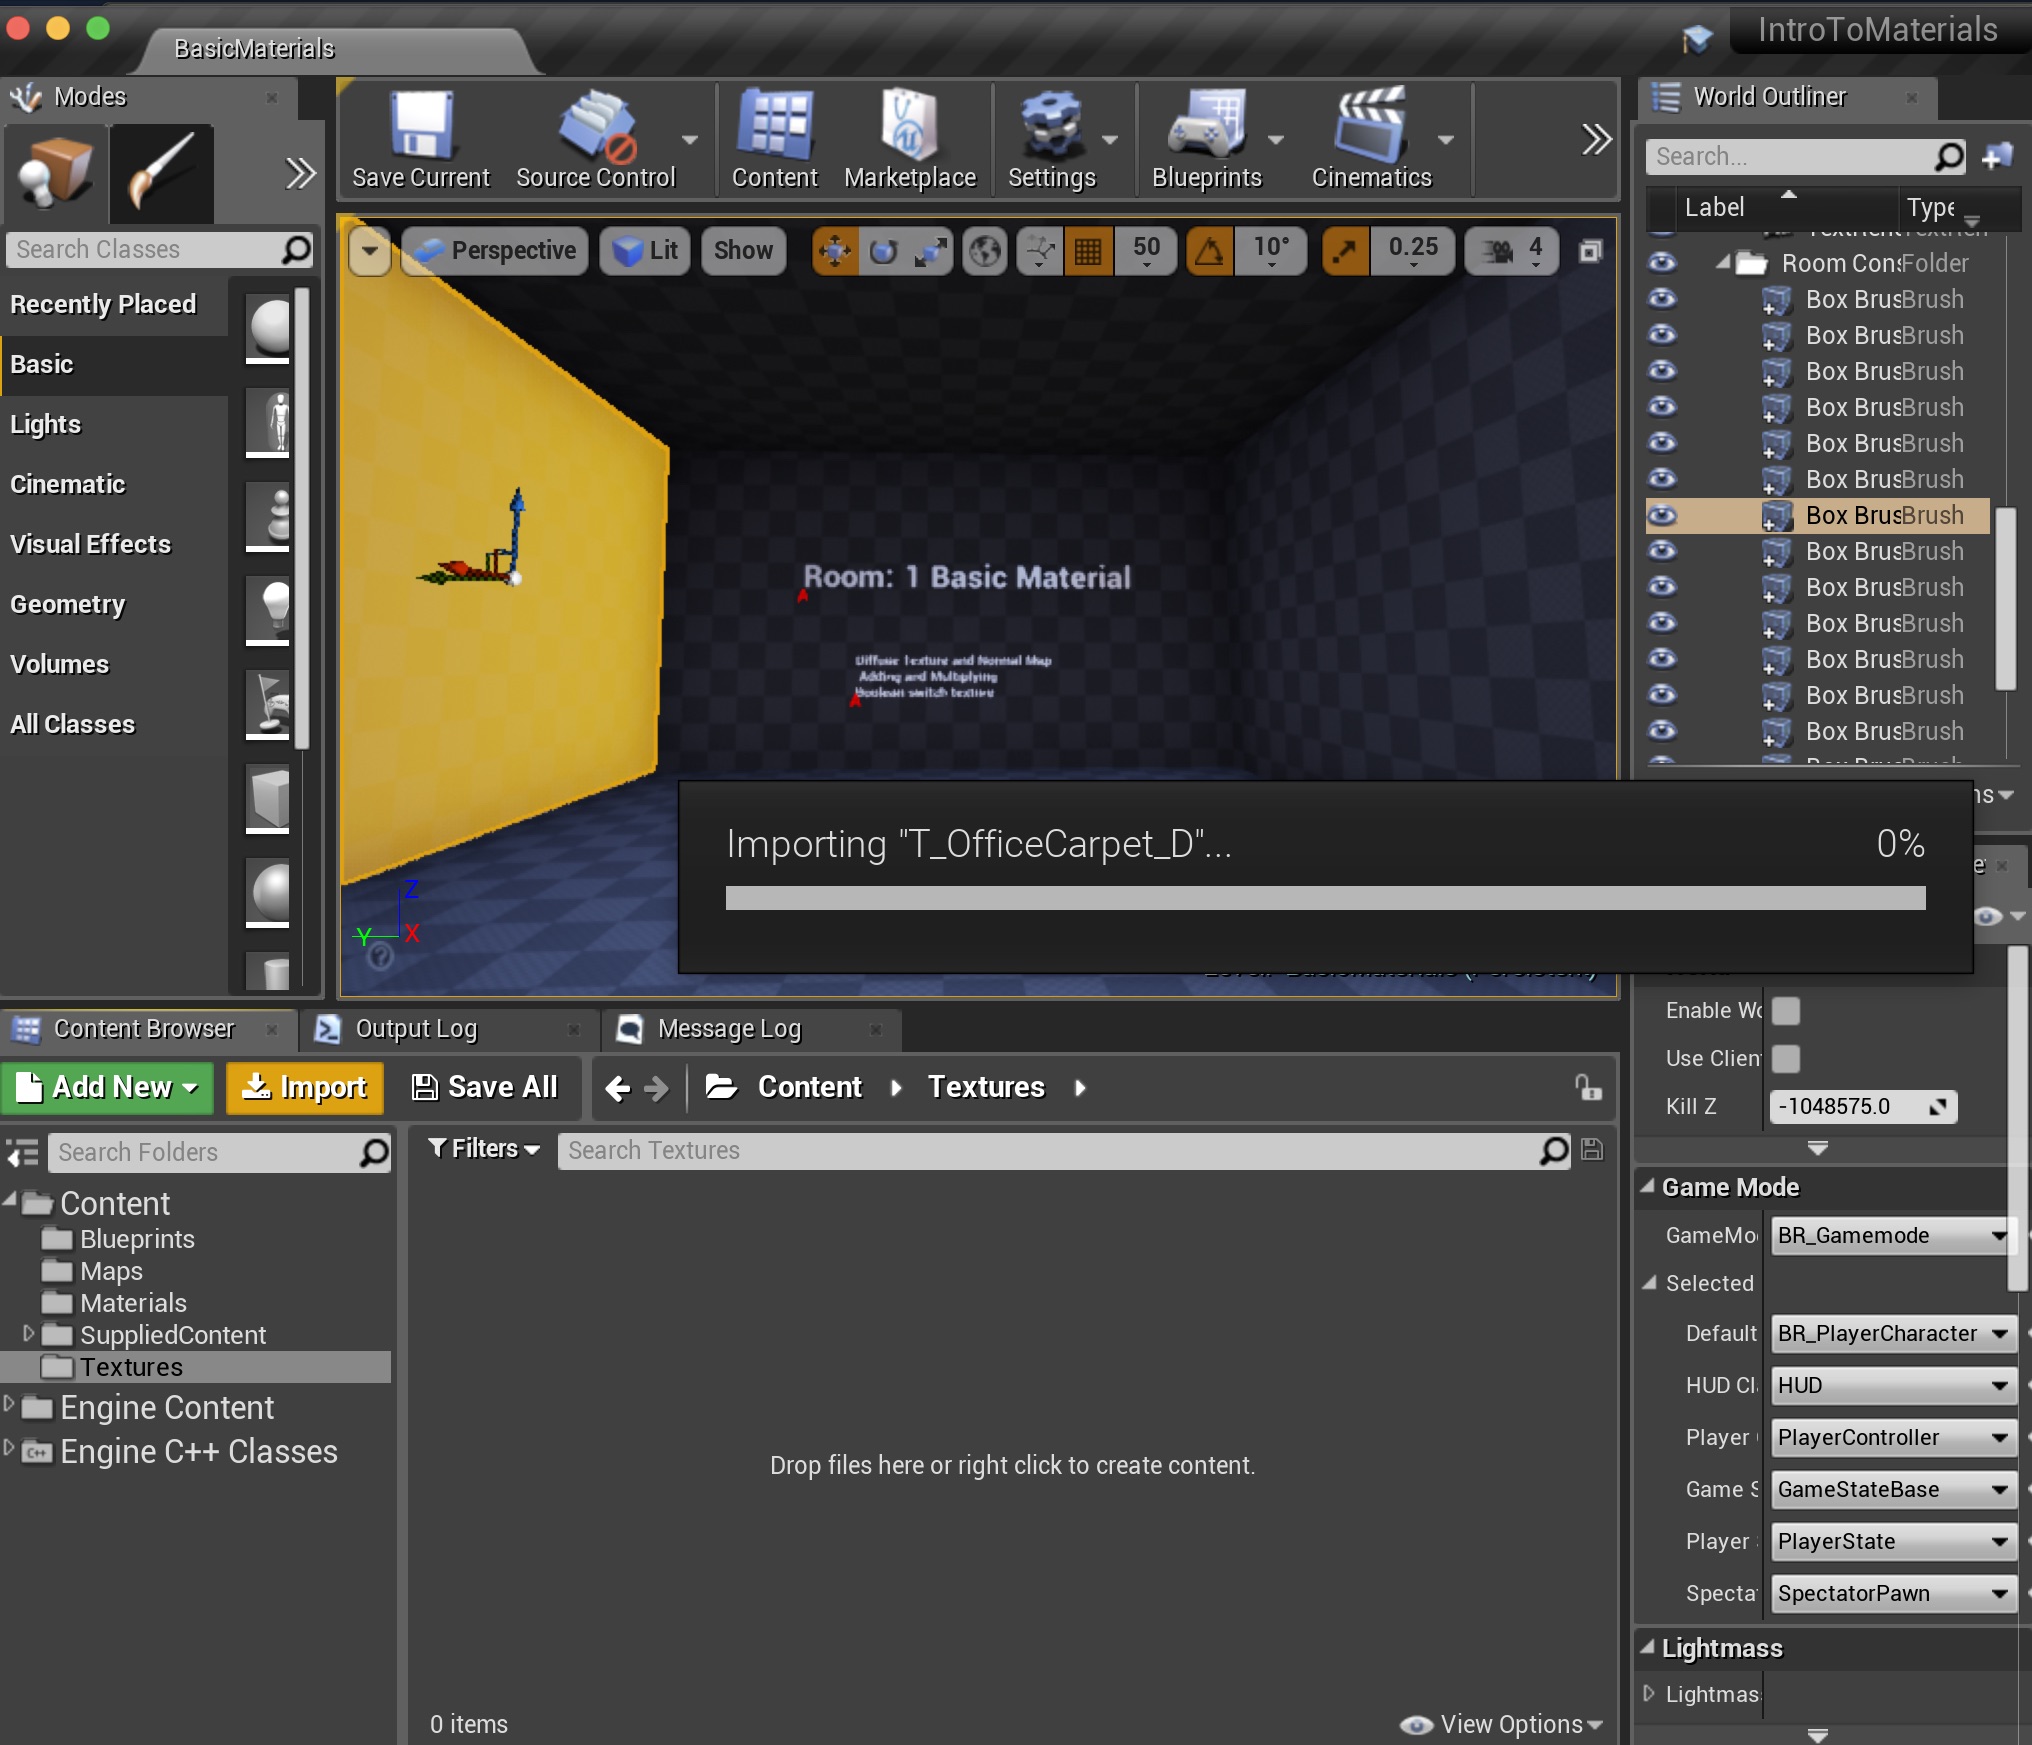 BasicMaterials
IntroToMaterials
Modes
Save Current
Source Control
Content
Marketplace
Settings
Blueprints
Cinematics
World Outliner
Search...
Label
Type
Search Classes
Recently Placed
Basic
Lights
Cinematic
Visual Effects
Geometry
Volumes
All Classes
Perspective
Lit
Show
50
10°
0.25
4
Room Cons Folder
Box Brus Brush
Box Brus Brush
Box Brus Brush
Box Brus Brush
Box Brus Brush
Box Brus Brush
Box Brus Brush
Box Brus Brush
Box Brus Brush
Box Brus Brush
Box Brus Brush
Box Brus Brush
Box Brus Brush
Room: 1 Basic Material
Diffuse Texture and Normal Map
Adding and Multiplying
Boolean switch texture
Importing "T_OfficeCarpet_D"...
0%
Z
Y
X
Content Browser
Output Log
Message Log
Add New
Import
Save All
Content
Textures
Search Folders
Filters
Search Textures
Content
Blueprints
Maps
Materials
SuppliedContent
Textures
Engine Content
C++
Engine C++ Classes
Drop files here or right click to create content.
0 items
View Options
Enable Wo
Use Clien
Kill Z
-1048575.0
Game Mode
GameMo
BR_Gamemode
Selected
Default
BR_PlayerCharacter
HUD Cl
HUD
Player
PlayerController
Game S
GameStateBase
Player
PlayerState
Specta
SpectatorPawn
Lightmass
Lightmas